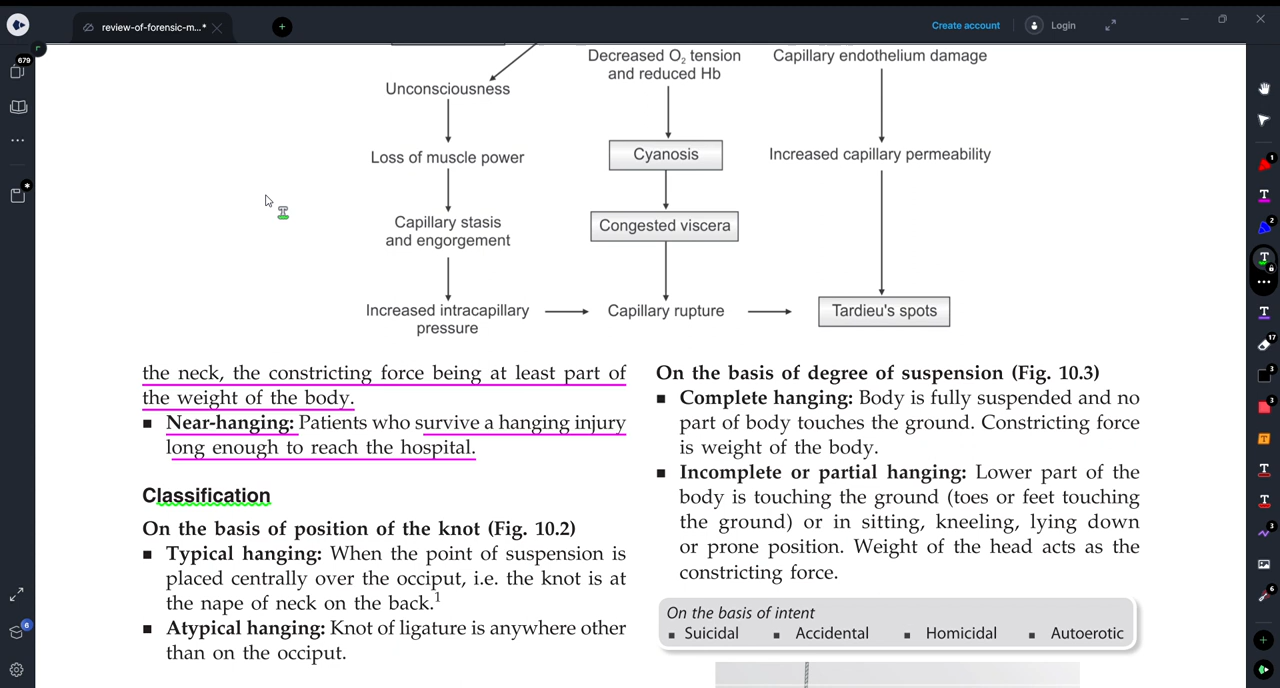 review-of-forensic-m...*
Create account
Login
679
Decreased O₂ tension
and reduced Hb
Capillary endothelium damage
Unconsciousness
Loss of muscle power
Cyanosis
Increased capillary permeability
Capillary stasis
and engorgement
Congested viscera
Increased intracapillary
pressure
Capillary rupture
Tardieu's spots
the neck, the constricting force being at least part of
the weight of the body.
▪ Near-hanging: Patients who survive a hanging injury
long enough to reach the hospital.
Classification
On the basis of position of the knot (Fig. 10.2)
▪ Typical hanging: When the point of suspension is
placed centrally over the occiput, i.e. the knot is at
the nape of neck on the back.¹
▪ Atypical hanging: Knot of ligature is anywhere other
than on the occiput.
On the basis of degree of suspension (Fig. 10.3)
▪ Complete hanging: Body is fully suspended and no
part of body touches the ground. Constricting force
is weight of the body.
▪ Incomplete or partial hanging: Lower part of the
body is touching the ground (toes or feet touching
the ground) or in sitting, kneeling, lying down
or prone position. Weight of the head acts as the
constricting force.
On the basis of intent
▪ Suicidal ▪ Accidental ▪ Homicidal ▪ Autoerotic
6
1
T
2
T
T
17
3
3
T
T
T
3
6